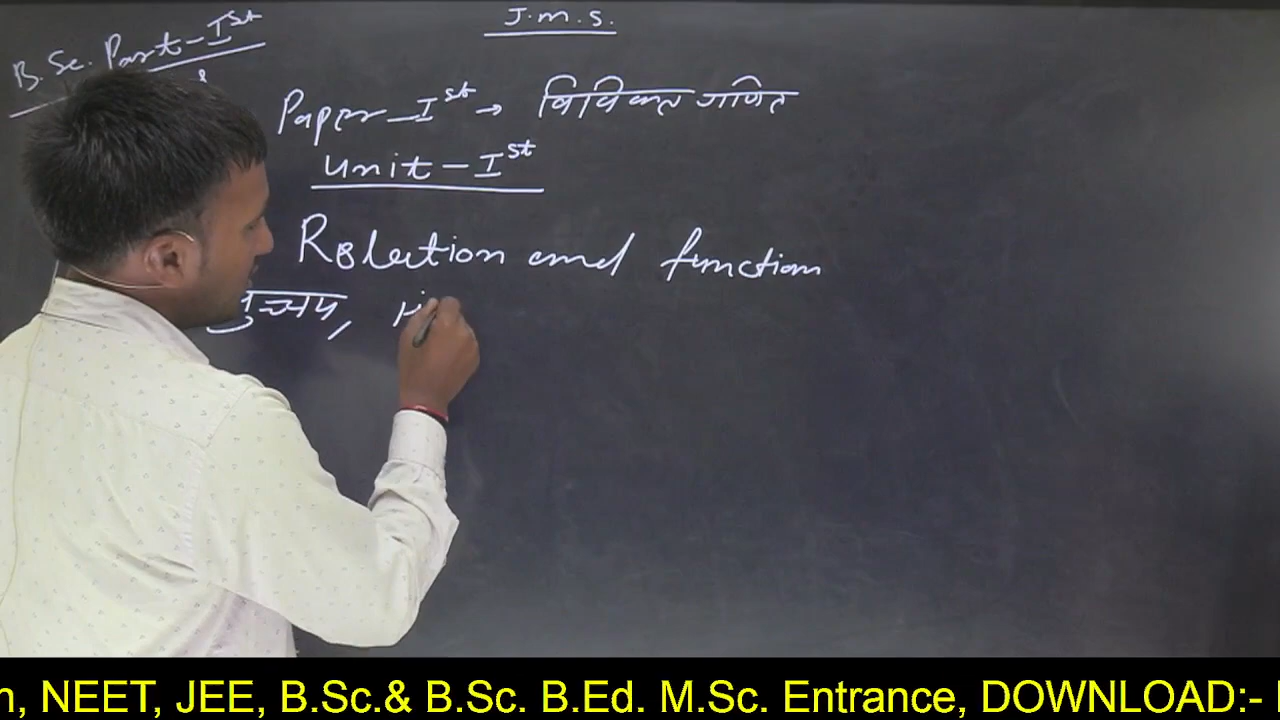 J.M.S.
B.Sc. Part-Ist
Paper-Ist → विविक्त गणित
Unit-Ist
Relation and function
NEET, JEE, B.Sc.& B.Sc. B.Ed. M.Sc. Entrance, DOWNLOAD:-